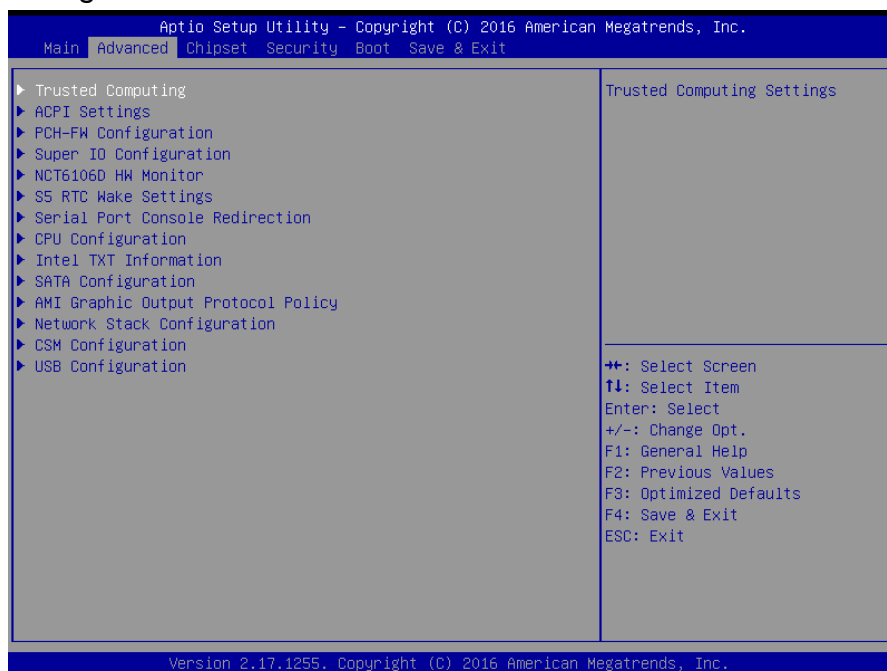 Aptio Setup Utility – Copyright (C) 2016 American Megatrends, Inc.
Main Advanced Chipset Security Boot Save & Exit
Trusted Computing
ACPI Settings
PCH-FW Configuration
Super IO Configuration
NCT6106D HW Monitor
S5 RTC Wake Settings
Serial Port Console Redirection
CPU Configuration
Intel TXT Information
SATA Configuration
AMI Graphic Output Protocol Policy
Network Stack Configuration
CSM Configuration
USB Configuration
Trusted Computing Settings
→←: Select Screen
↑↓: Select Item
Enter: Select
+/-: Change Opt.
F1: General Help
F2: Previous Values
F3: Optimized Defaults
F4: Save & Exit
ESC: Exit
Version 2.17.1255. Copyright (C) 2016 American Megatrends, Inc.